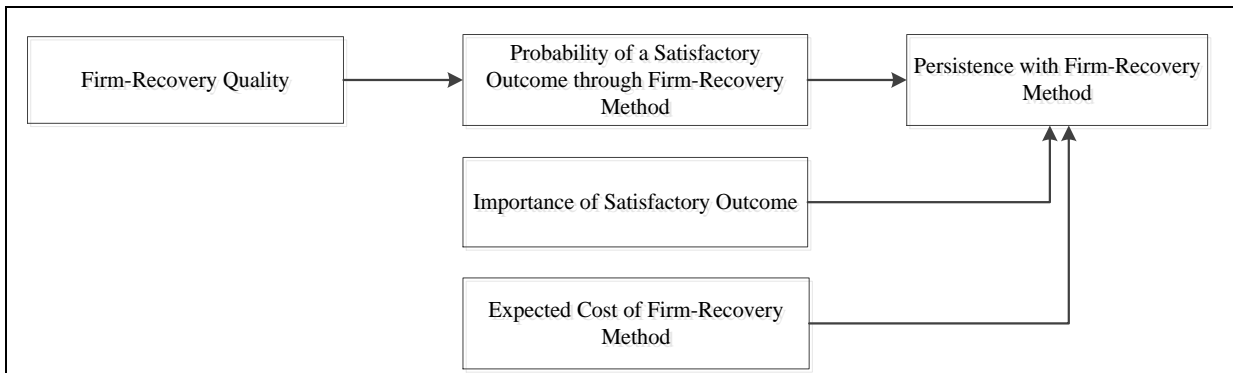 Firm-Recovery Quality
Probability of a Satisfactory
Outcome through Firm-Recovery
Method
Persistence with Firm-Recovery
Method
Importance of Satisfactory Outcome
Expected Cost of Firm-Recovery
Method